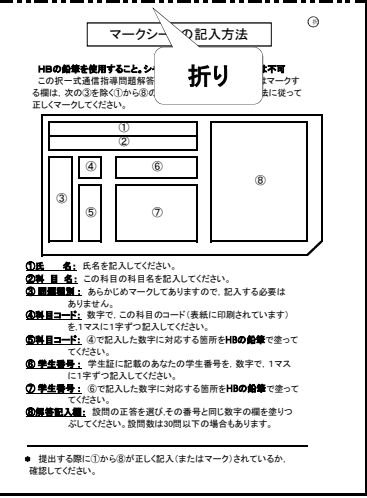 マークシー の記入方法
折り
HBの鉛筆を使用すること。シー は不可
この択一式通信指導問題解答 はマークす
る欄は、次の③を除く①から⑧の 法に従って
正しくマークしてください。
①
②
③
④
⑤
⑥
⑦
⑧
①氏 名： 氏名を記入してください。
②科 目 名： この科目の科目名を記入してください。
③ 問題種別： あらかじめマークしてありますので、記入する必要は
ありません。
④科目コード： 数字で、この科目のコード（表紙に印刷されています）
を、1マスに1字ずつ記入してください。
⑤科目コード： ④で記入した数字に対応する箇所をHBの鉛筆で塗って
てください。
⑥ 学生番号： 学生証に記載のあなたの学生番号を、数字で、1マス
に1字ずつ記入してください。
⑦ 学生番号： ⑥で記入した数字に対応する箇所をHBの鉛筆で塗って
てください。
⑧解答記入欄： 設問の正答を選び、その番号と同じ数字の欄を塗りつ
ぶしてください。設問数は30問以下の場合もあります。
提出する際に①から⑧が正しく記入（またはマーク）されているか、
確認してください。